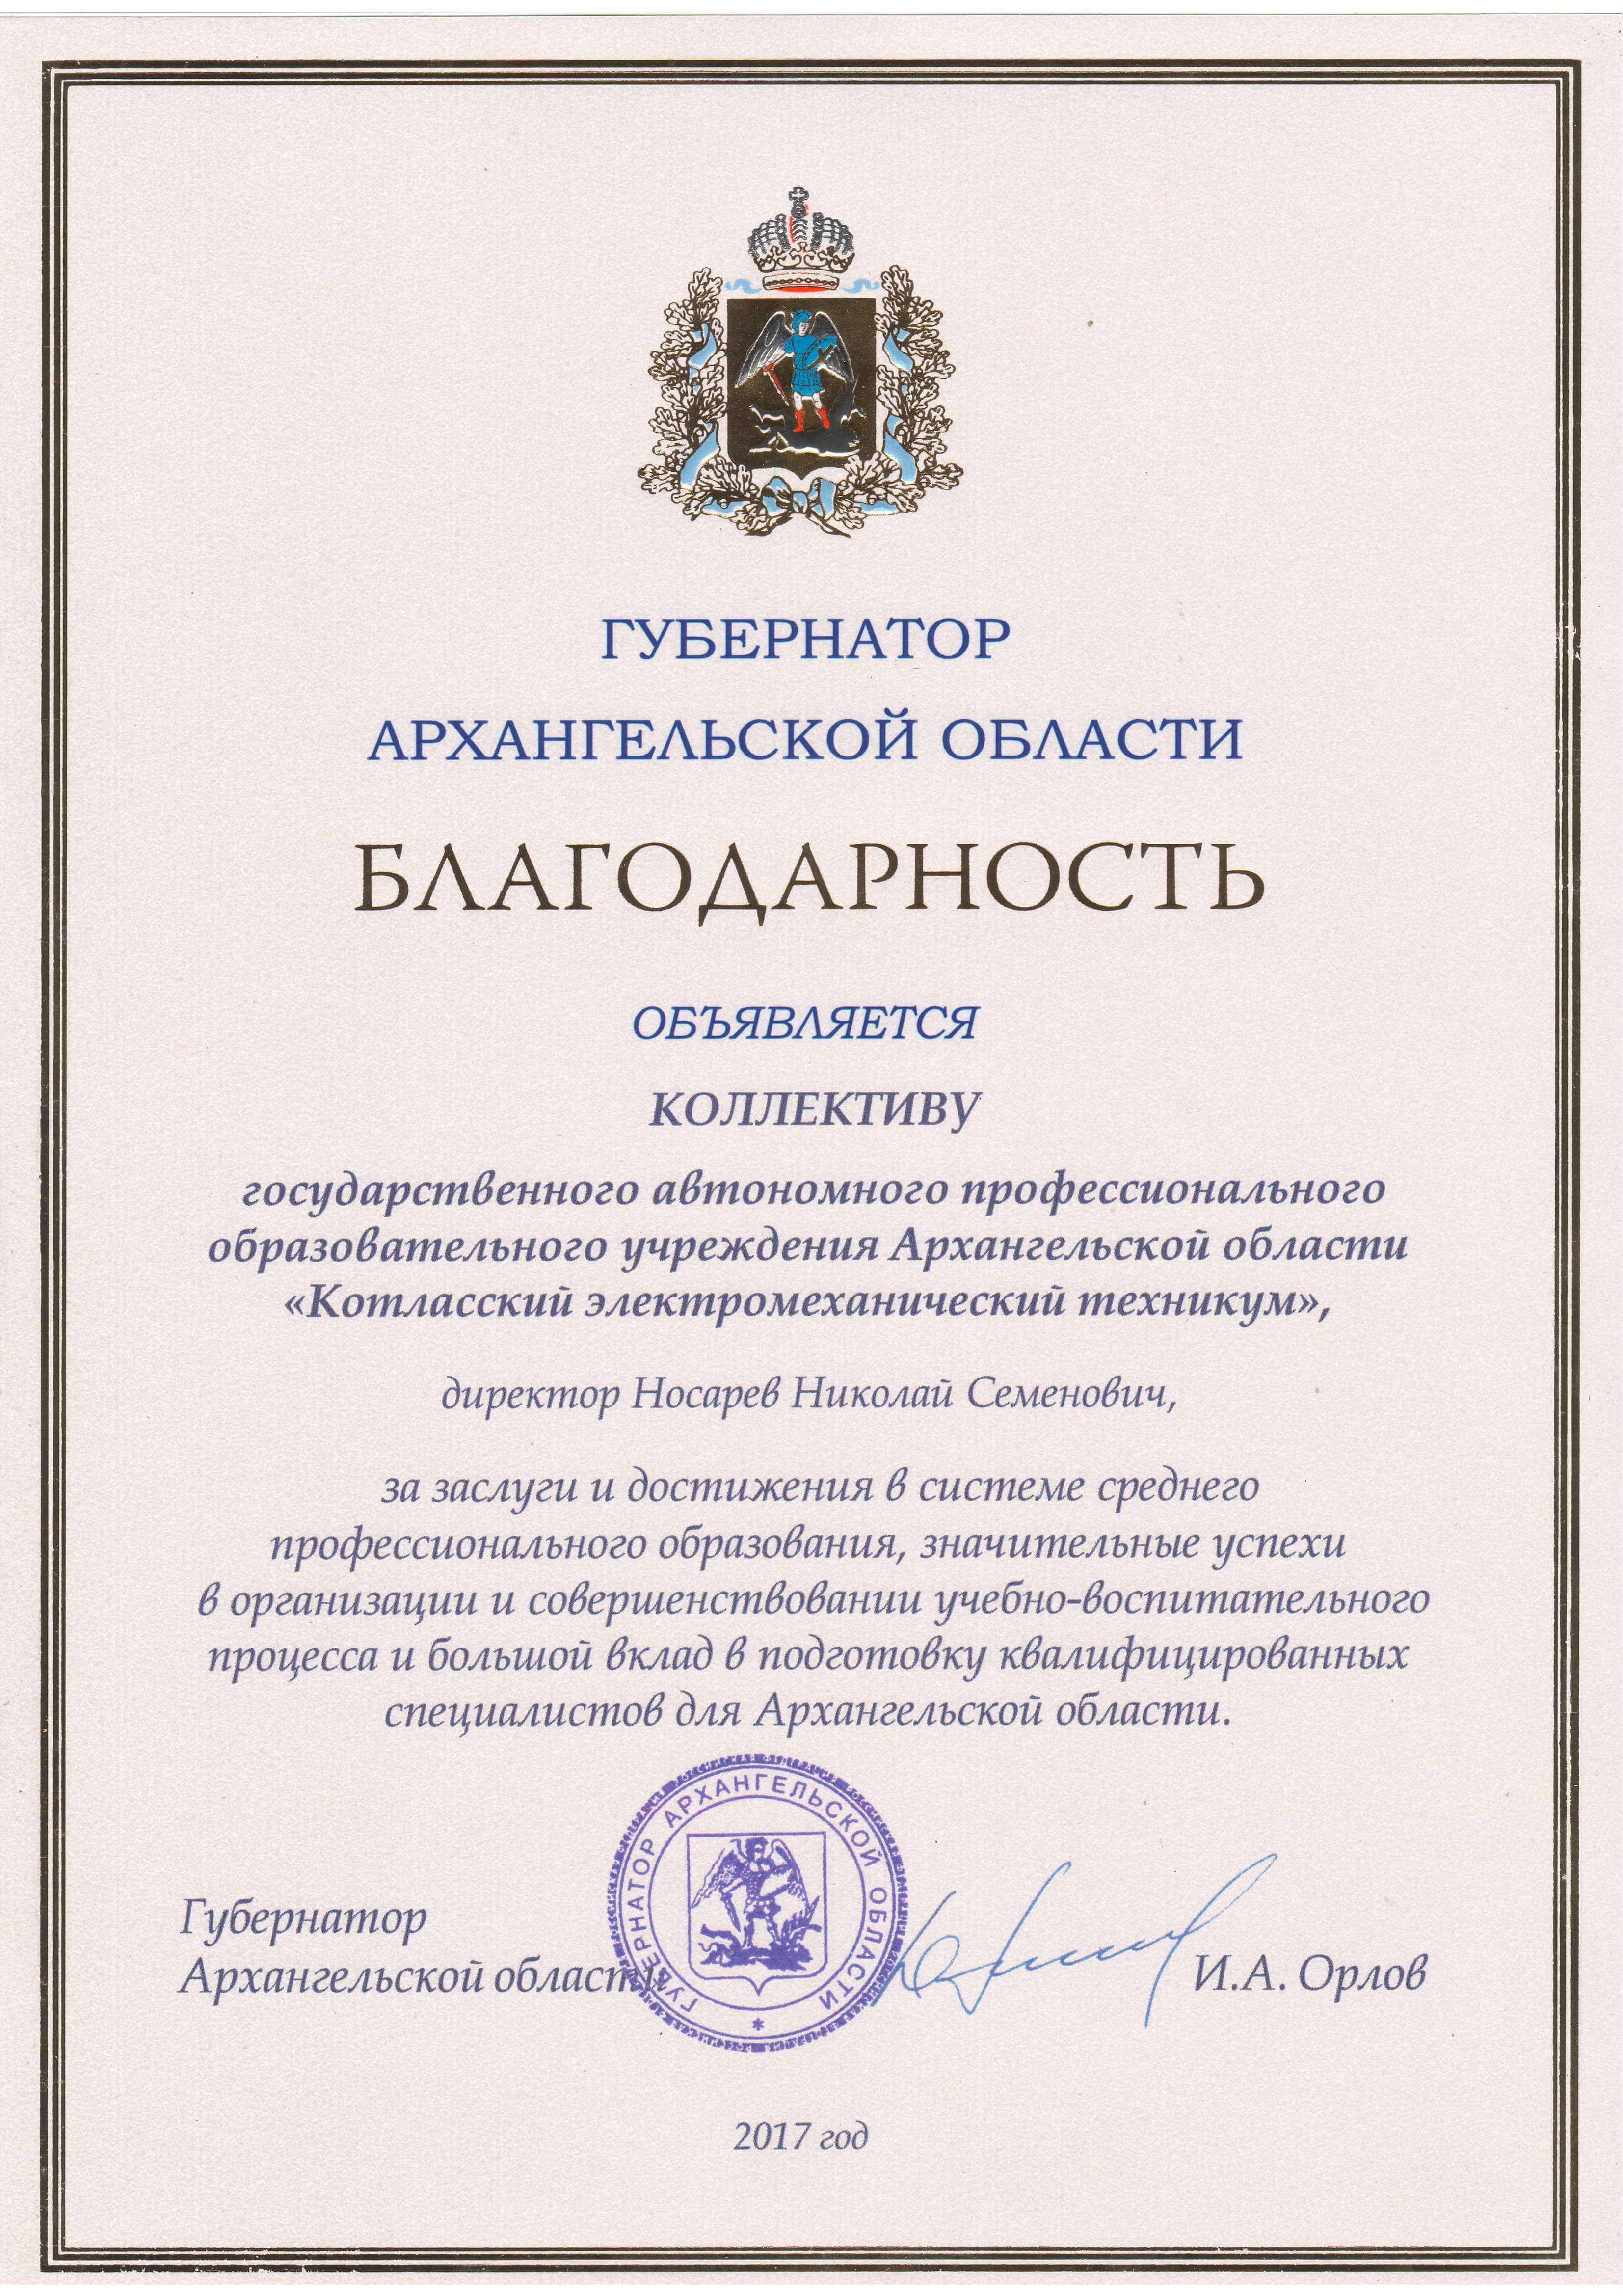 ГУБЕРНАТОР
АРХАНГЕЛЬСКОЙ ОБЛАСТИ
БЛАГОДАРНОСТЬ
ОБЪЯВЛЯЕТСЯ
КОЛЛЕКТИВУ
государственного автономного профессионального
образовательного учреждения Архангельской области
«Котласский электромеханический техникум»,
директор Носарев Николай Семенович,
за заслуги и достижения в системе среднего
профессионального образования, значительные успехи
в организации и совершенствовании учебно-воспитательного
процесса и большой вклад в подготовку квалифицированных
специалистов для Архангельской области.
ГУБЕРНАТОР АРХАНГЕЛЬСКОЙ ОБЛАСТИ *
Губернатор
Архангельской области
И.А. Орлов
2017 год